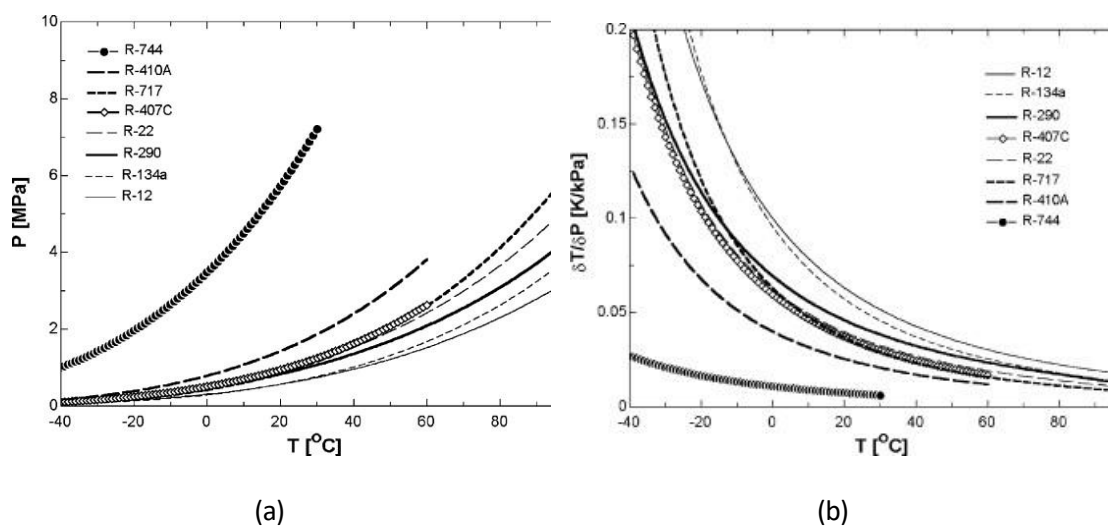 10
8
6
4
2
0
P [MPa]
R-744
R-410A
R-717
R-407C
R-22
R-290
R-134a
R-12
-40 -20 0 20 40 60 80
T [°C]
(a)
0.2
0.15
0.1
0.05
0
δT/δP [K/kPa]
R-12
R-134a
R-290
R-407C
R-22
R-717
R-410A
R-744
-40 -20 0 20 40 60 80
T [°C]
(b)